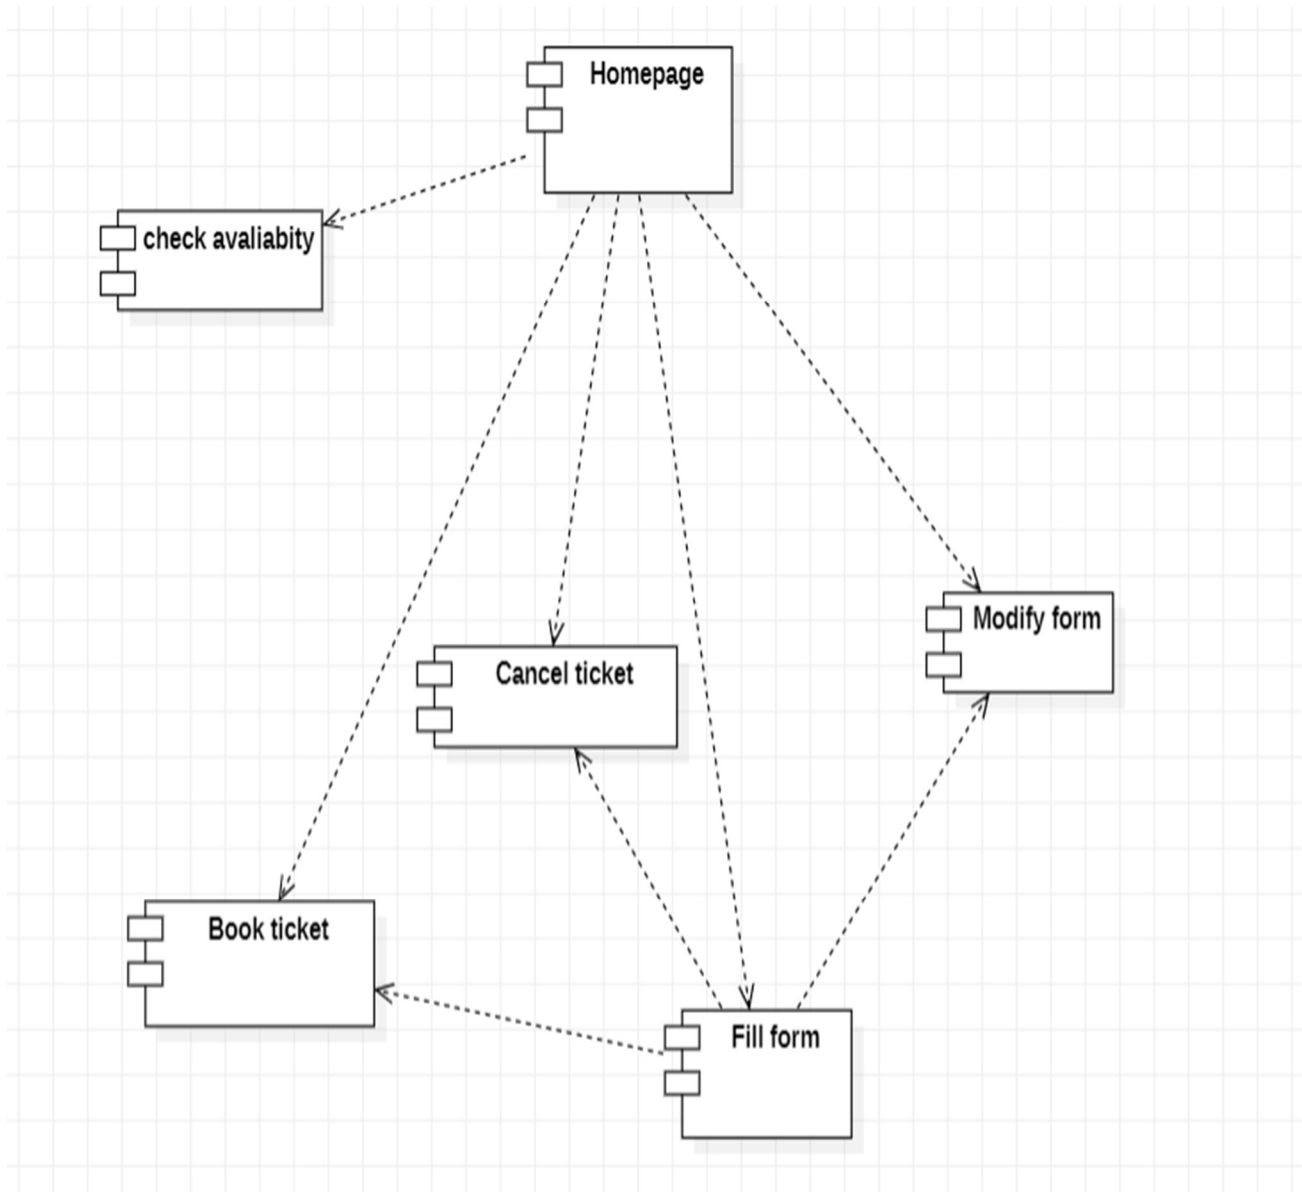 Homepage
check avaliabity
Modify form
Cancel ticket
Book ticket
Fill form